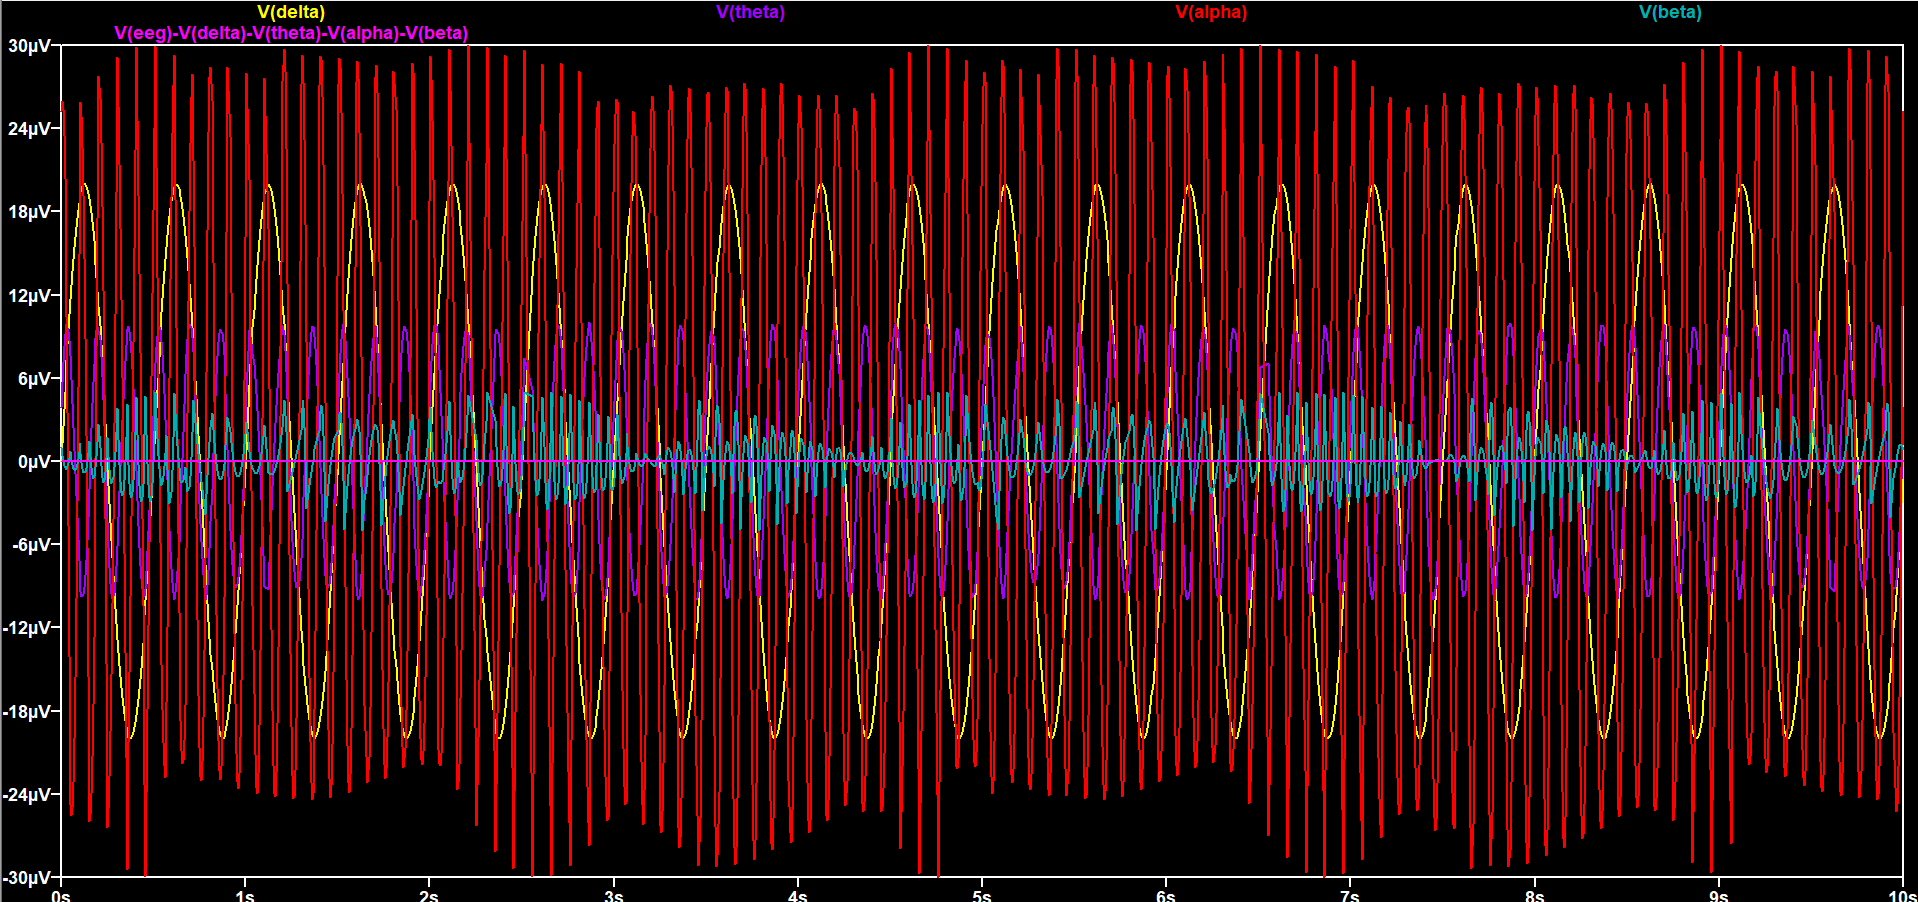 V(delta) V(theta) V(alpha) V(beta)
V(eeg)-V(delta)-V(theta)-V(alpha)-V(beta)
30µV
24µV
18µV
12µV
6µV
0µV
-6µV
-12µV
-18µV
-24µV
-30µV
0s 1s 2s 3s 4s 5s 6s 7s 8s 9s 10s